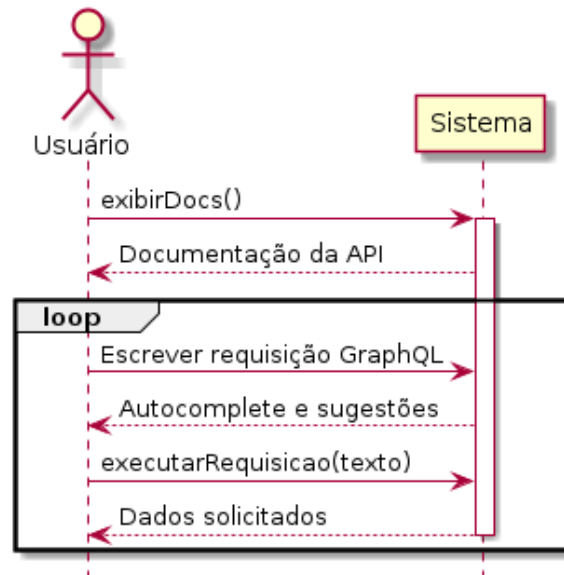 Usuário
Sistema
exibirDocs()
Documentação da API
loop
Escrever requisição GraphQL
Autocomplete e sugestões
executarRequisicao(texto)
Dados solicitados